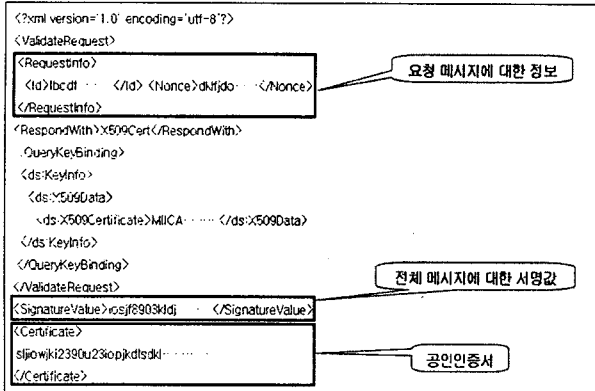 <?xml version='1.0' encoding='utf-8'?>
<ValidateRequest>
<RequestInfo>
<Id>lbcdf ··· </Id> <Nonce>dkfjdo ··· </Nonce>
</RequestInfo>
요청 메시지에 대한 정보
<RespondWith>X509Cert</RespondWith>
.QueryKeyBinding>
<ds:KeyInfo>
<ds:X509Data>
<ds:X509Certificate>MIICA ······ </ds:X509Data>
</ds:KeyInfo>
</QueryKeyBinding>
</ValidateRequest>
전체 메시지에 대한 서명값
<SignatureValue>iosjf8903kldj ··· </SignatureValue>
<Certificate>
sljiowjki2390u23iopjkdlsdkl·······
</Certificate>
공인인증서